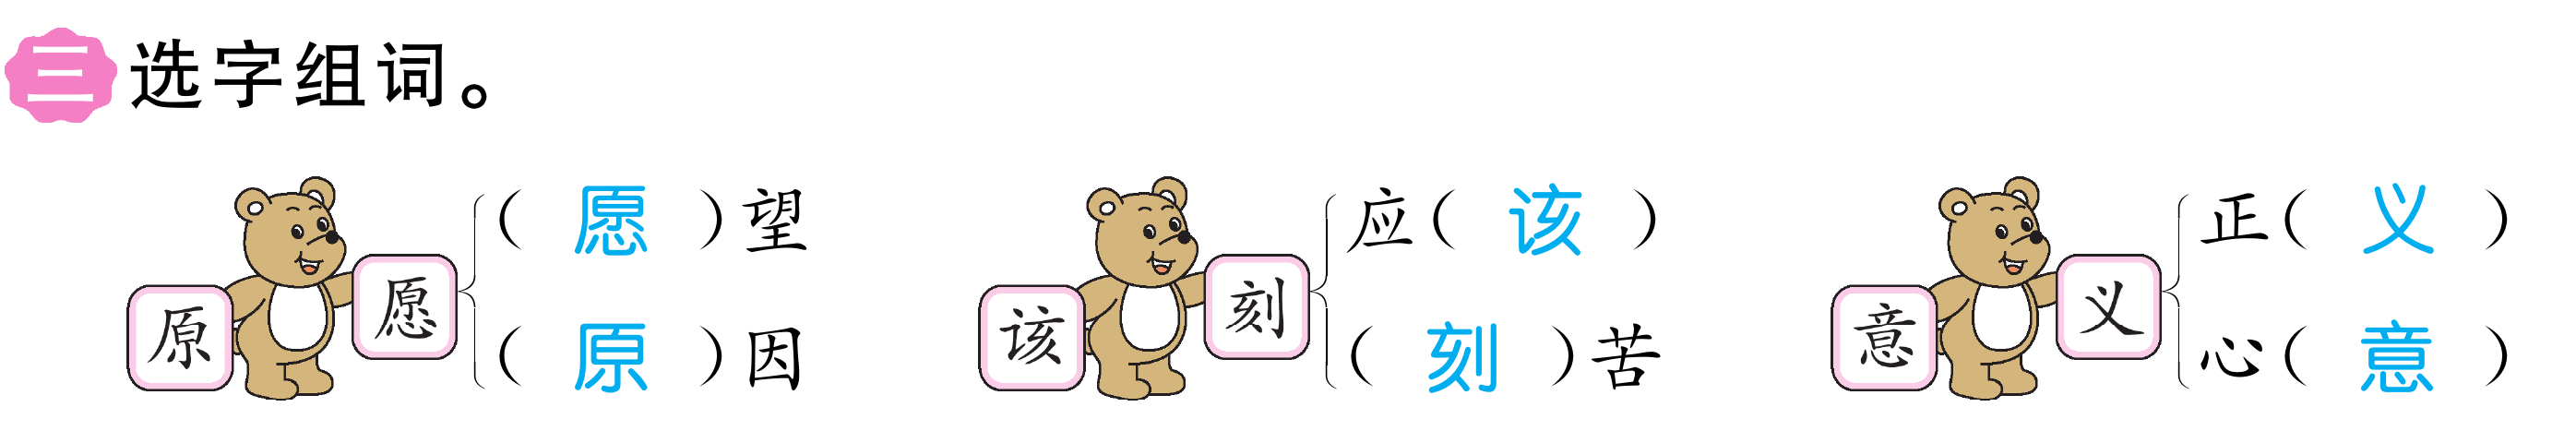 三 选字组词。
(愿)望 应(该) 正(义)
原 愿 该 刻 意 义
(原)因 (刻)苦 心(意)